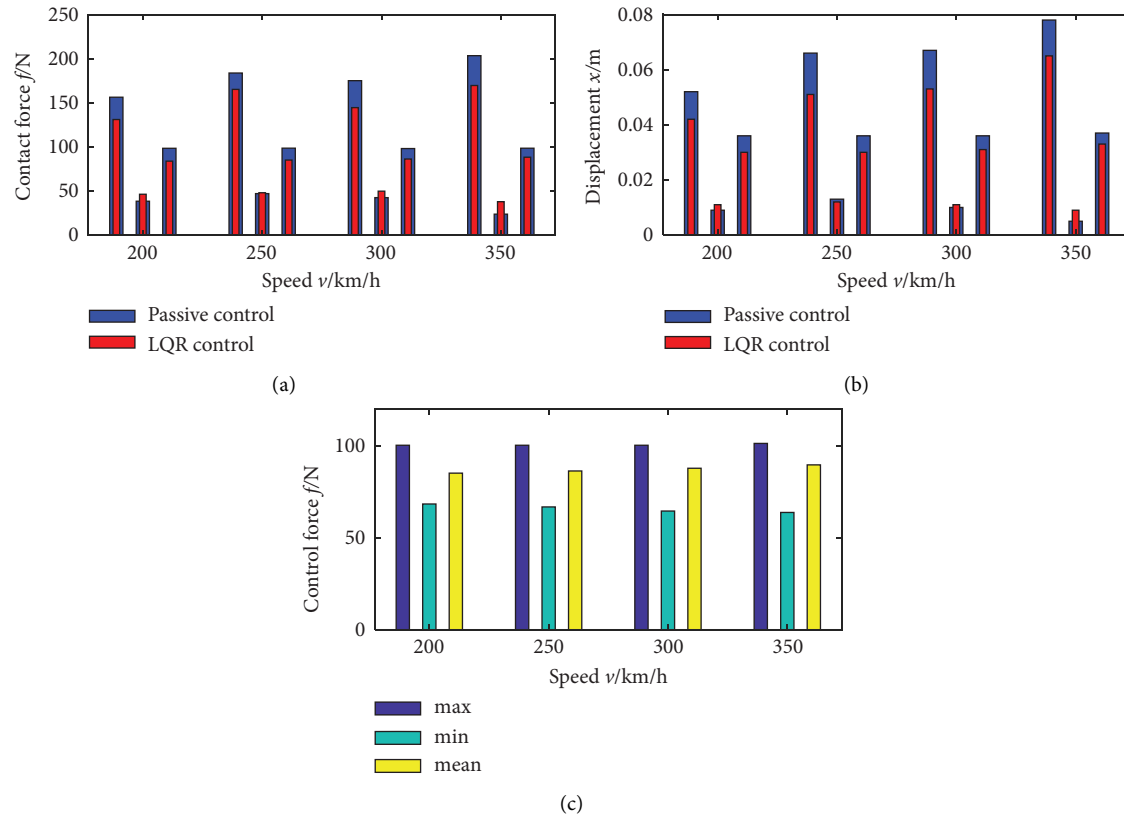 250
200
150
100
50
0
Contact force f/N
200 250 300 350
Speed v/km/h
Passive control
LQR control
(a)
0.08
0.06
0.04
0.02
0
Displacement x/m
200 250 300 350
Speed v/km/h
Passive control
LQR control
(b)
100
50
0
Control force f/N
200 250 300 350
Speed v/km/h
max
min
mean
(c)